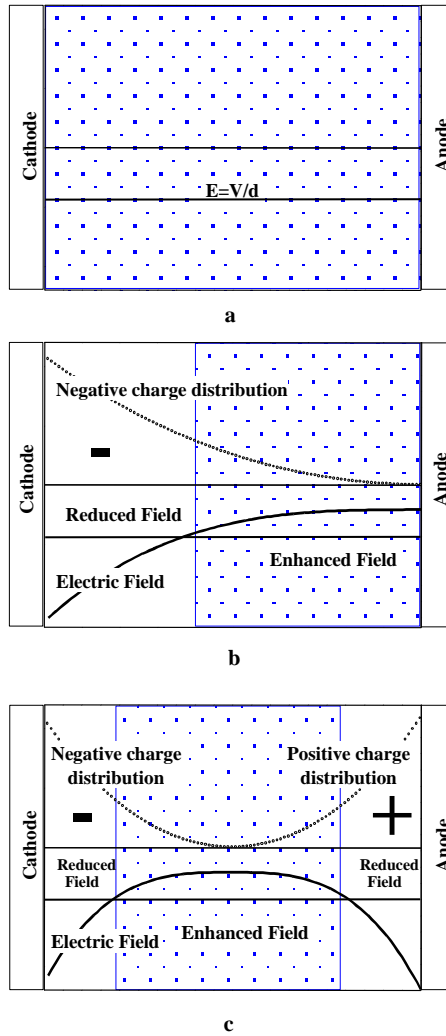 Cathode
E=V/d
Anode
a
Negative charge distribution
-
Cathode
Reduced Field
Electric Field
Enhanced Field
Anode
b
Negative charge
distribution
Positive charge
distribution
-
+
Cathode
Reduced
Field
Reduced
Field
Electric Field
Enhanced Field
Anode
c